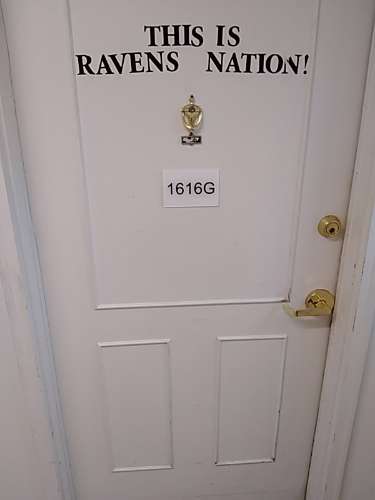 THIS IS
RAVENS NATION!
1616G